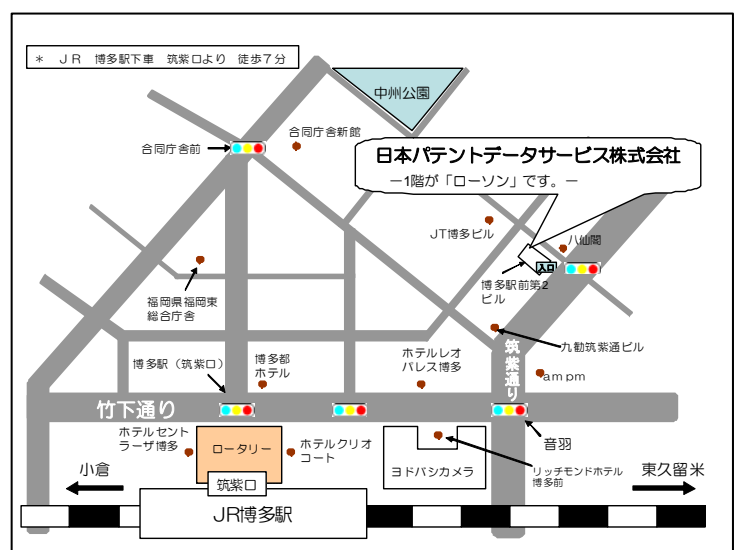 ＊　ＪＲ　博多駅下車　筑紫口より　徒歩７分
中州公園
合同庁舎新館
合同庁舎前
日本パテントデータサービス株式会社
－1階が「ローソン」です。－
JT博多ビル
八仙閣
入口
博多駅前第2
ビル
福岡県福岡東
総合庁舎
九勧筑紫通ビル
筑紫通り
博多駅（筑紫口）
博多都
ホテル
ホテルレオ
パレス博多
ａｍｐｍ
竹下通り
ホテルセント
ラーザ博多
ロータリー
ホテルクリオ
コート
音羽
ヨドバシカメラ
リッチモンドホテル
博多前
小倉
筑紫口
東久留米
JR博多駅